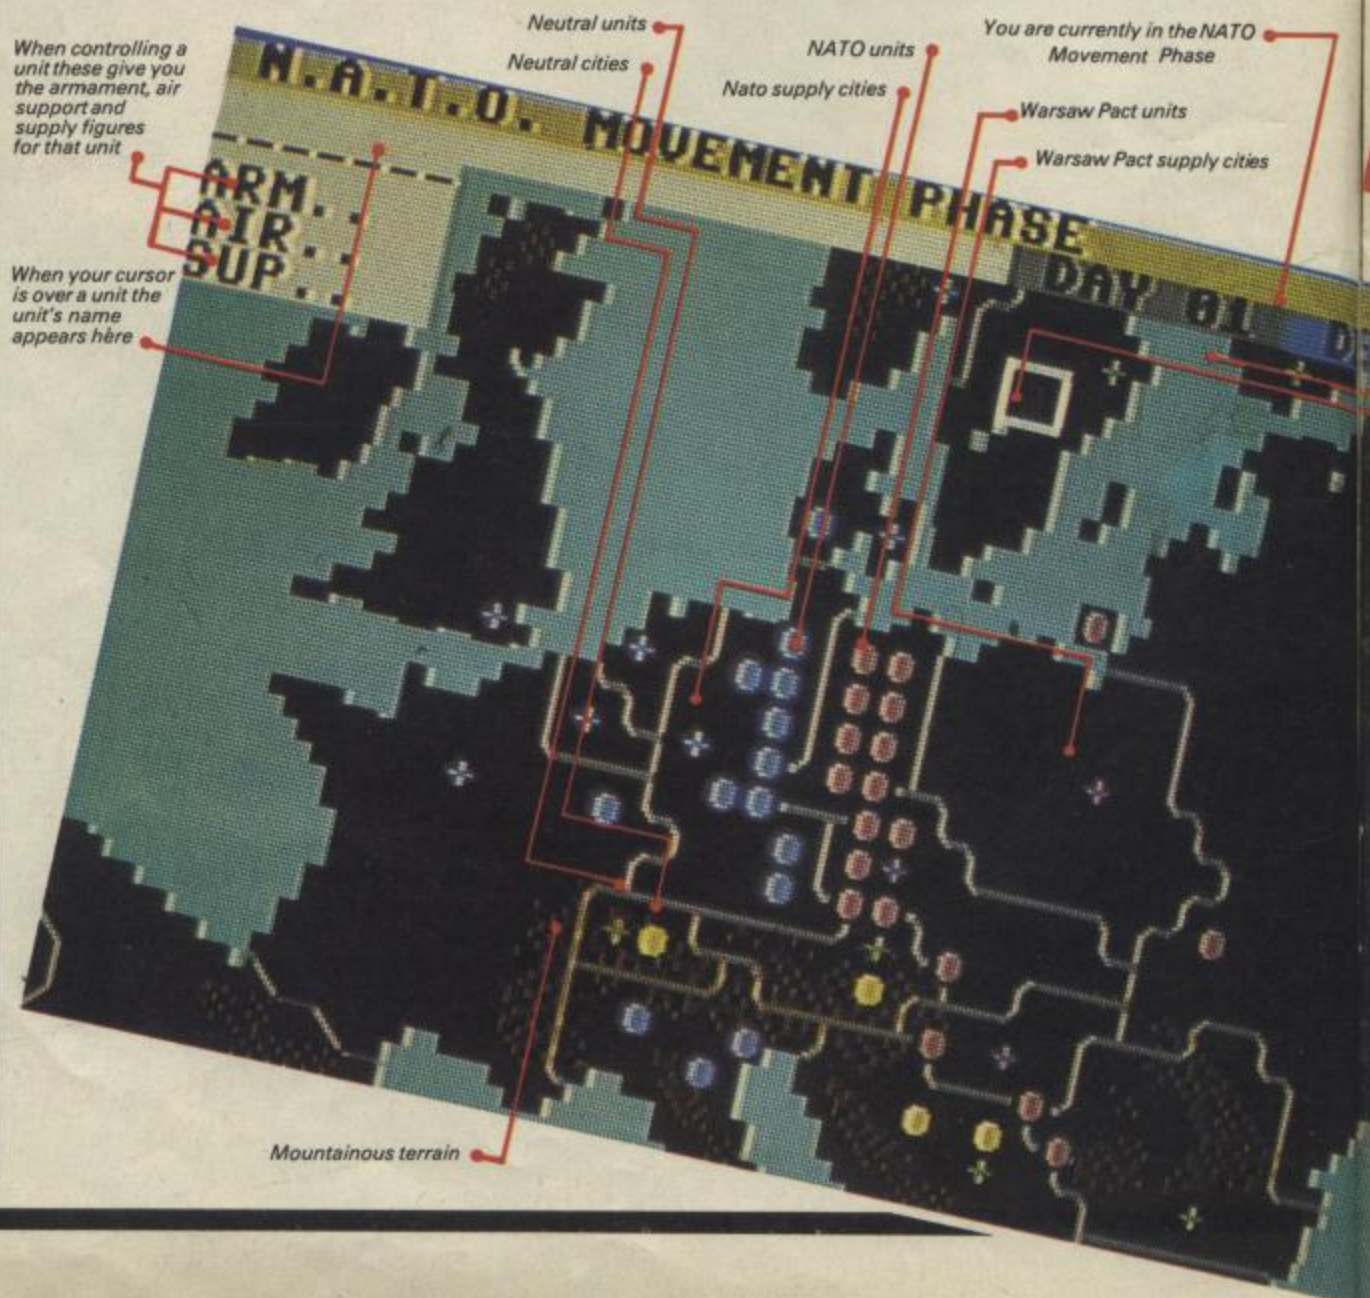 Neutral units
Neutral cities
NATO units
Nato supply cities
You are currently in the NATO
Movement Phase
Warsaw Pact units
Warsaw Pact supply cities
When controlling a
unit these give you
the armament, air
support and
supply figures
for that unit
N.A.T.O. MOVEMENT PHASE
DAY 01
ARM..
AIR..
SUP..
When your cursor
is over a unit the
unit's name
appears here
Mountainous terrain